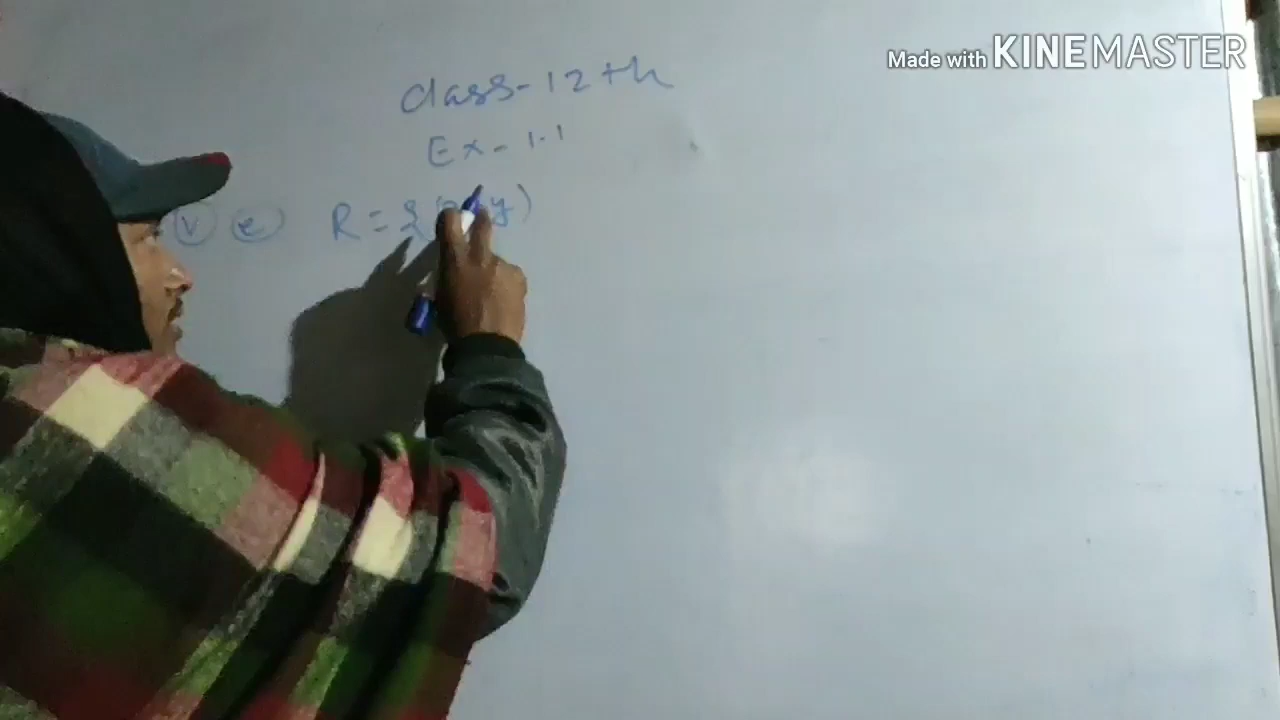 Made with KINEMASTER
Class-12th
Ex-1.1
(v) (e) R = {(x,y)